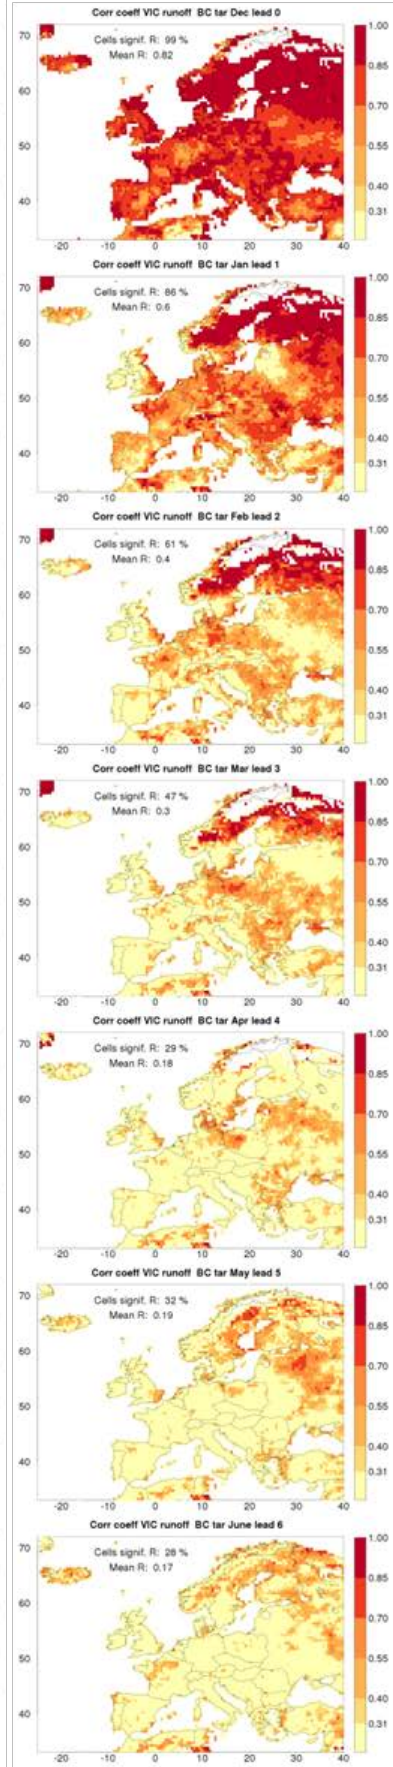 Corr coeff VIC runoff BC tar Dec lead 0
Cells signif. R: 99 %
Mean R: 0.82
70
60
50
40
-20 -10 0 10 20 30 40
1.00
0.85
0.70
0.55
0.40
0.31
Corr coeff VIC runoff BC tar Jan lead 1
Cells signif. R: 86 %
Mean R: 0.6
70
60
50
40
-20 -10 0 10 20 30 40
1.00
0.85
0.70
0.55
0.40
0.31
Corr coeff VIC runoff BC tar Feb lead 2
Cells signif. R: 61 %
Mean R: 0.4
70
60
50
40
-20 -10 0 10 20 30 40
1.00
0.85
0.70
0.55
0.40
0.31
Corr coeff VIC runoff BC tar Mar lead 3
Cells signif. R: 47 %
Mean R: 0.3
70
60
50
40
-20 -10 0 10 20 30 40
1.00
0.85
0.70
0.55
0.40
0.31
Corr coeff VIC runoff BC tar Apr lead 4
Cells signif. R: 29 %
Mean R: 0.18
70
60
50
40
-20 -10 0 10 20 30 40
1.00
0.85
0.70
0.55
0.40
0.31
Corr coeff VIC runoff BC tar May lead 5
Cells signif. R: 32 %
Mean R: 0.19
70
60
50
40
-20 -10 0 10 20 30 40
1.00
0.85
0.70
0.55
0.40
0.31
Corr coeff VIC runoff BC tar June lead 6
Cells signif. R: 28 %
Mean R: 0.17
70
60
50
40
-20 -10 0 10 20 30 40
1.00
0.85
0.70
0.55
0.40
0.31